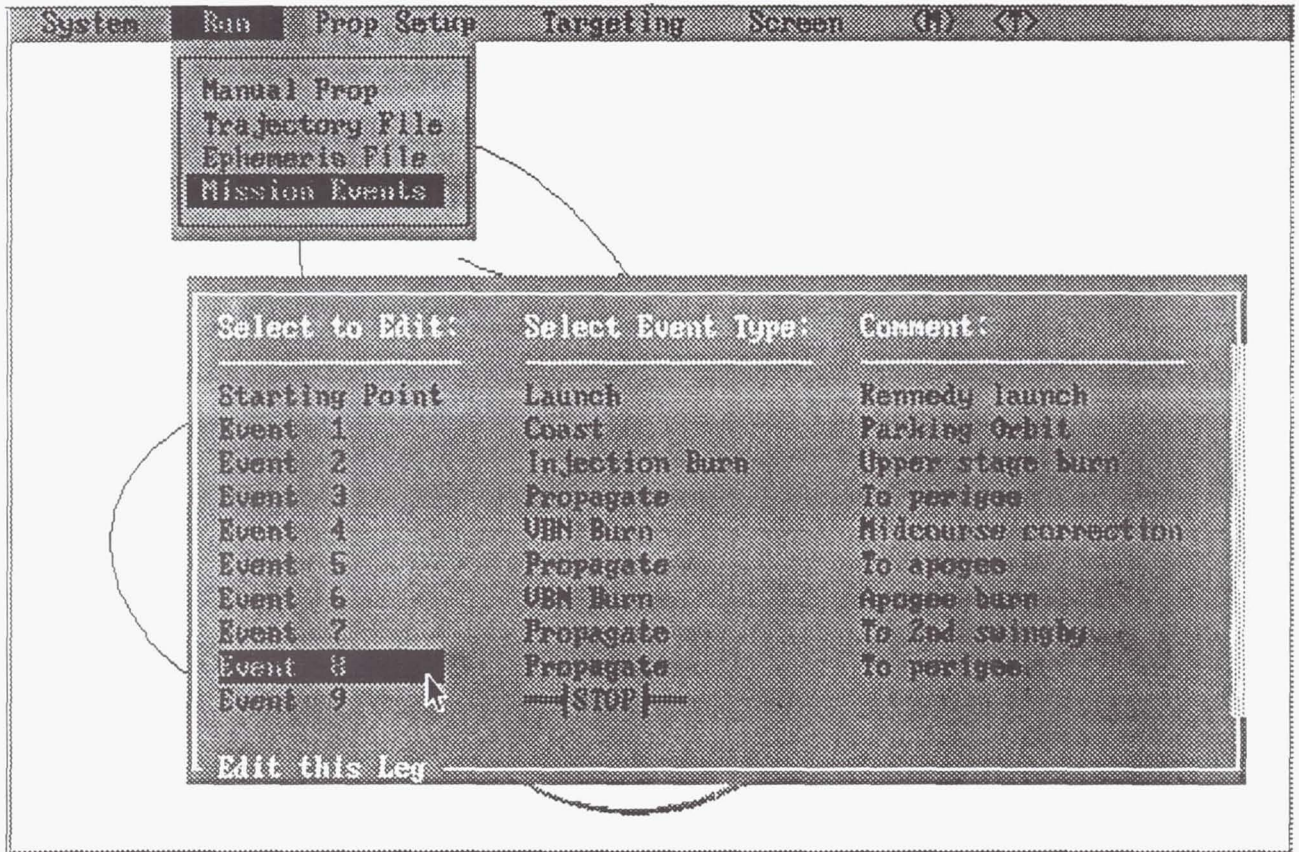 System Run Prop Setup Targeting Screen <M> <T>
Manual Prop
Trajectory File
Ephemeris File
Mission Events
Select to Edit: Select Event Type: Comment:
Starting Point Launch Kennedy launch
Event 1 Coast Parking Orbit
Event 2 Injection Burn Upper stage burn
Event 3 Propagate To perigee
Event 4 VBN Burn Midcourse correction
Event 5 Propagate To apogee
Event 6 VBN Burn Apogee burn
Event 7 Propagate To 2nd swingby
Event 8 Propagate To perigee.
Event 9 STOP
Edit this Leg